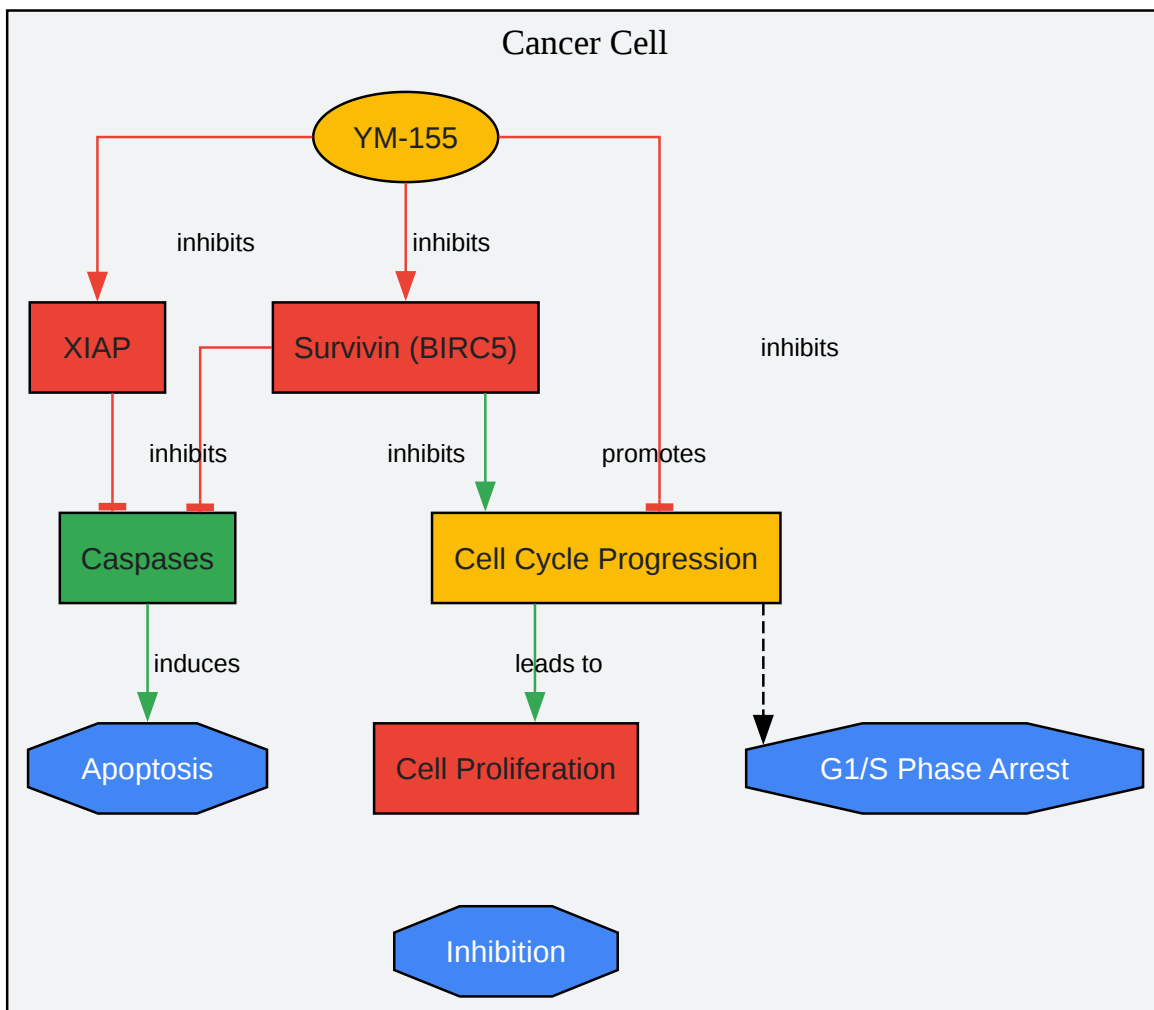 Cancer Cell
YM-155
inhibits
inhibits
XIAP
Survivin (BIRC5)
inhibits
inhibits
inhibits
promotes
Caspases
Cell Cycle Progression
induces
leads to
Apoptosis
Cell Proliferation
G1/S Phase Arrest
Inhibition